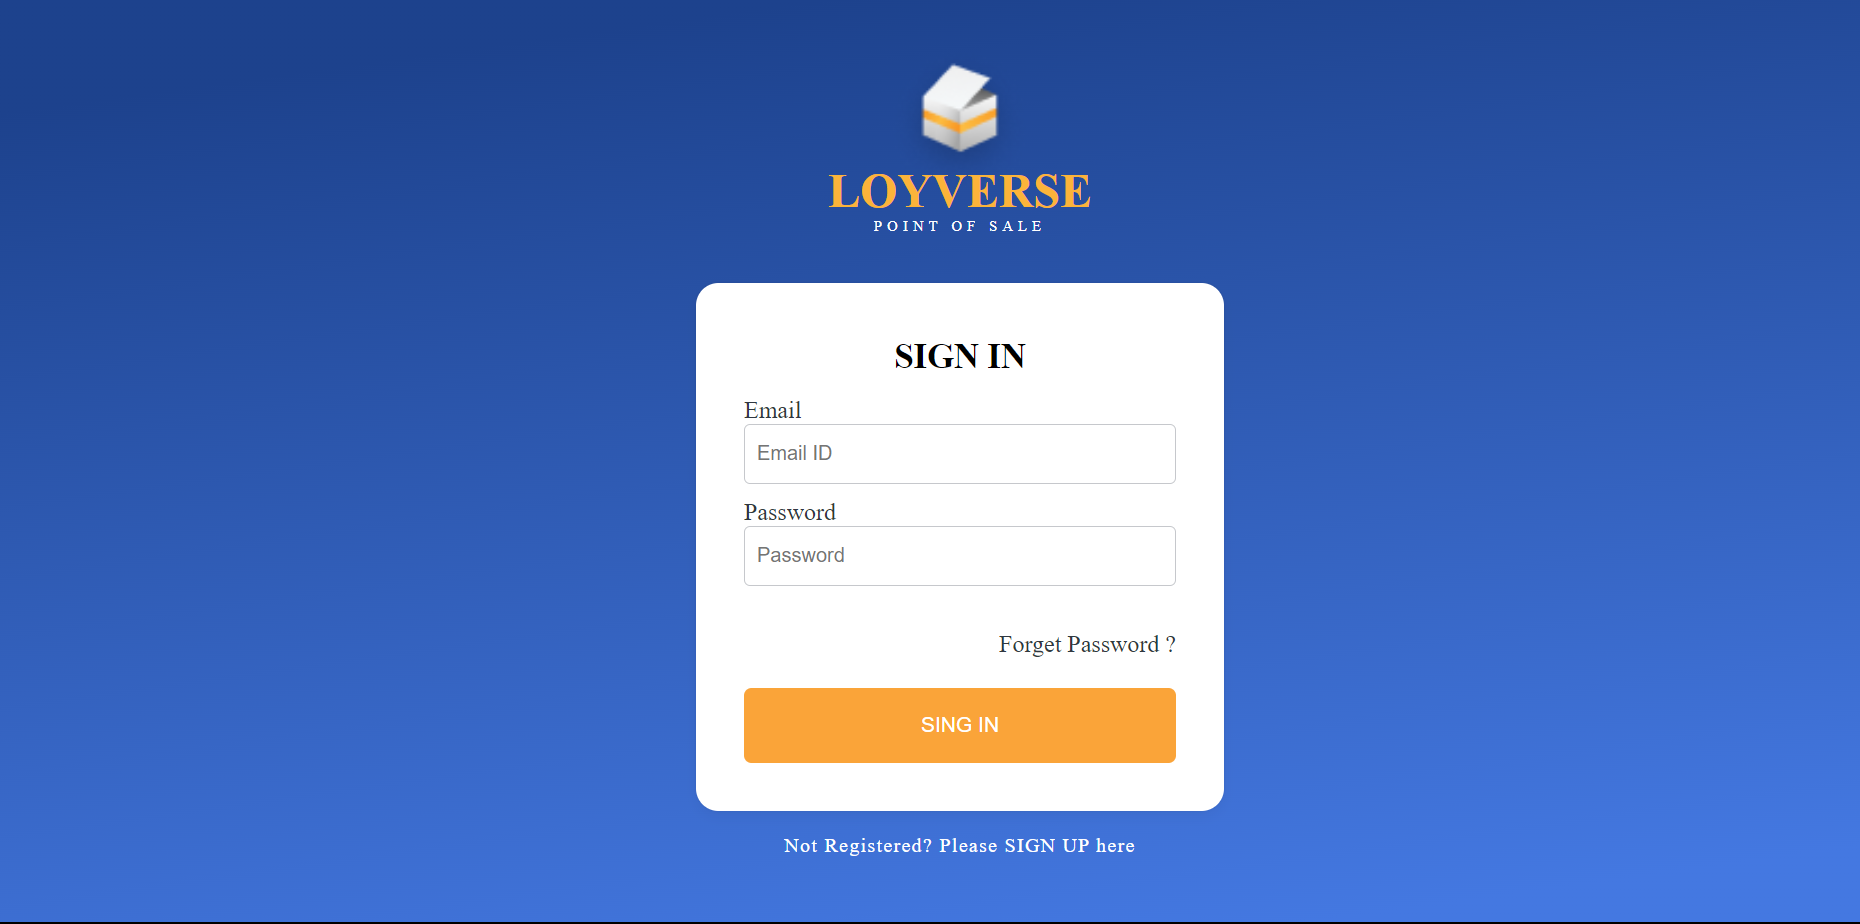 LOYVERSE
POINT OF SALE
SIGN IN
Email
Email ID
Password
Password
Forget Password ?
SING IN
Not Registered? Please SIGN UP here